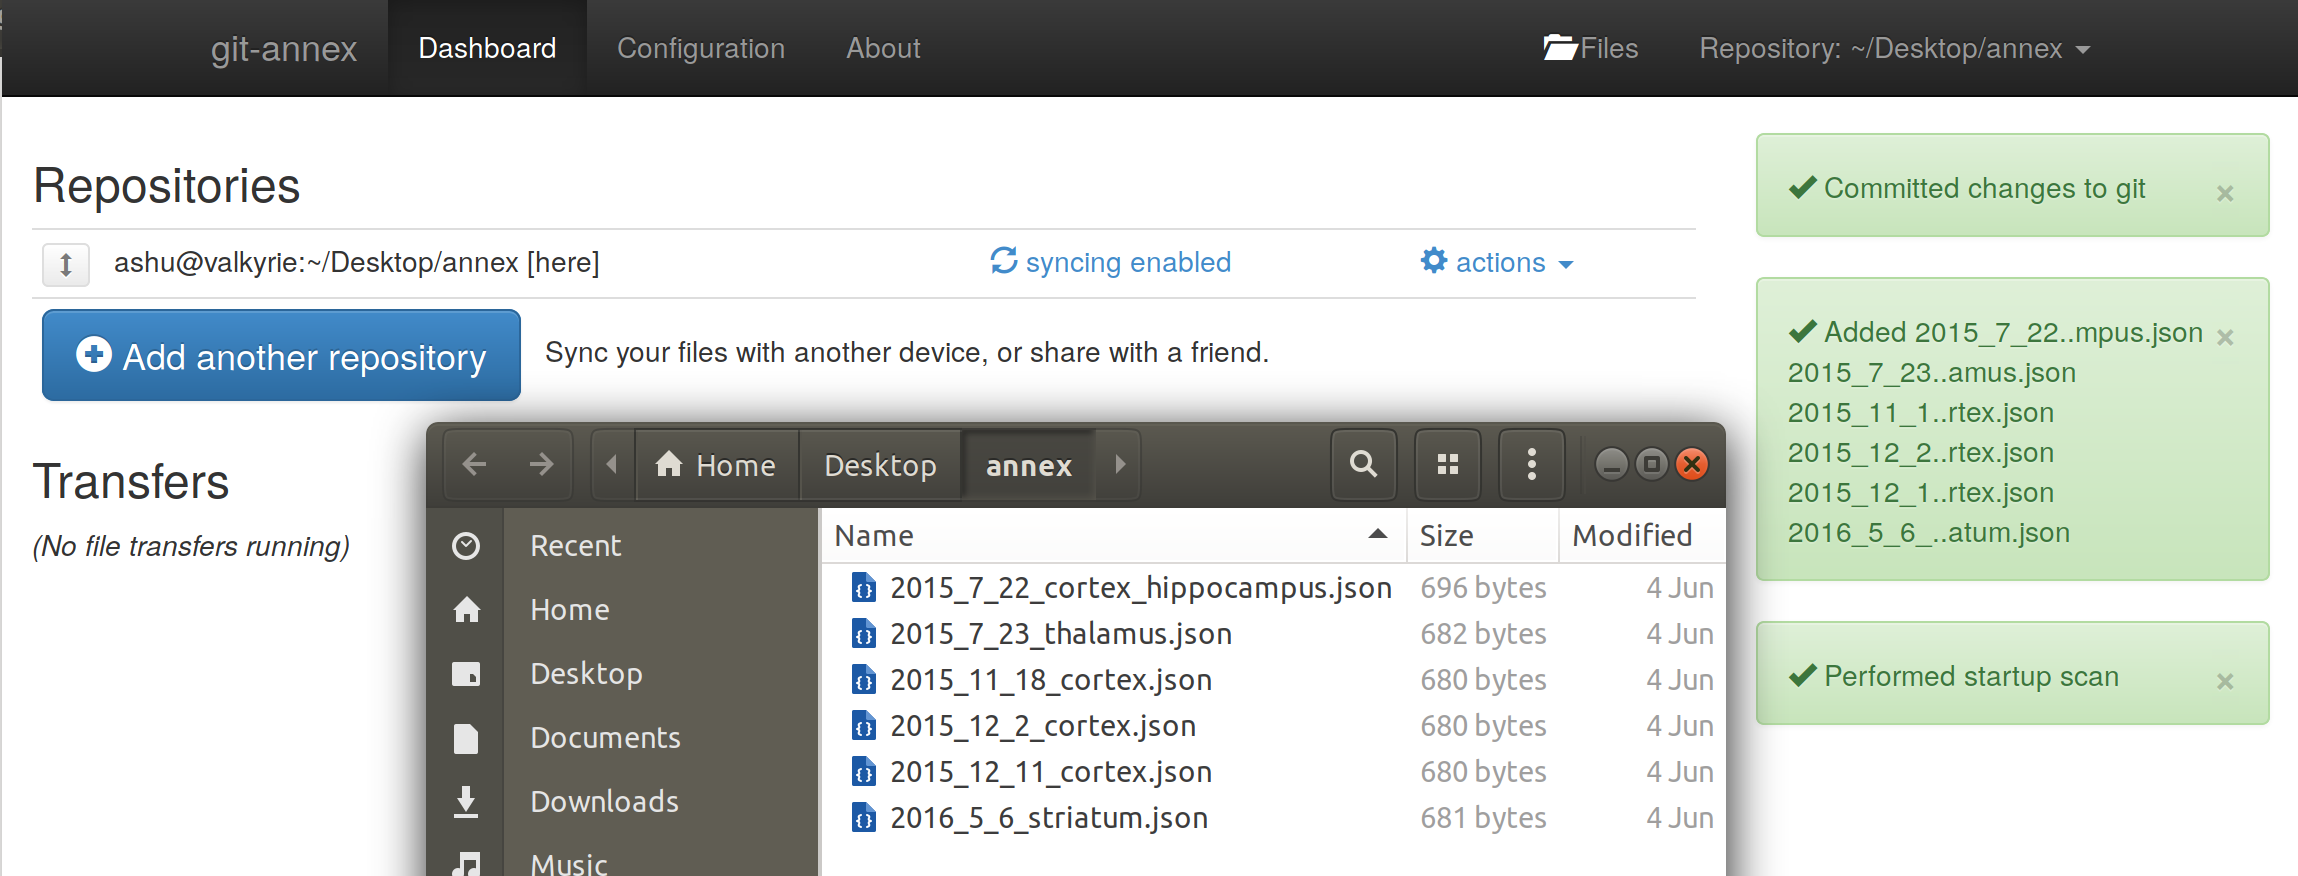 git-annex Dashboard Configuration About Files Repository: ~/Desktop/annex
Repositories
ashu@valkyrie:~/Desktop/annex [here] syncing enabled actions
Add another repository Sync your files with another device, or share with a friend.
Transfers
(No file transfers running)
Committed changes to git ×
Added 2015_7_22..mpus.json ×
2015_7_23..amus.json
2015_11_1..rtex.json
2015_12_2..rtex.json
2015_12_1..rtex.json
2016_5_6_..atum.json
Performed startup scan ×
Home Desktop annex
Recent
Home
Desktop
Documents
Downloads
Music
Name Size Modified
2015_7_22_cortex_hippocampus.json 696 bytes 4 Jun
2015_7_23_thalamus.json 682 bytes 4 Jun
2015_11_18_cortex.json 680 bytes 4 Jun
2015_12_2_cortex.json 680 bytes 4 Jun
2015_12_11_cortex.json 680 bytes 4 Jun
2016_5_6_striatum.json 681 bytes 4 Jun